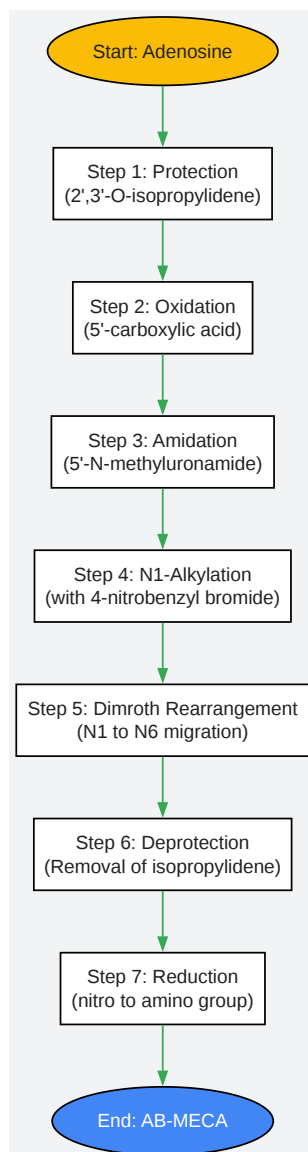 Start: Adenosine
Step 1: Protection
(2',3'-O-isopropylidene)
Step 2: Oxidation
(5'-carboxylic acid)
Step 3: Amidation
(5'-N-methyluronamide)
Step 4: N1-Alkylation
(with 4-nitrobenzyl bromide)
Step 5: Dimroth Rearrangement
(N1 to N6 migration)
Step 6: Deprotection
(Removal of isopropylidene)
Step 7: Reduction
(nitro to amino group)
End: AB-MECA